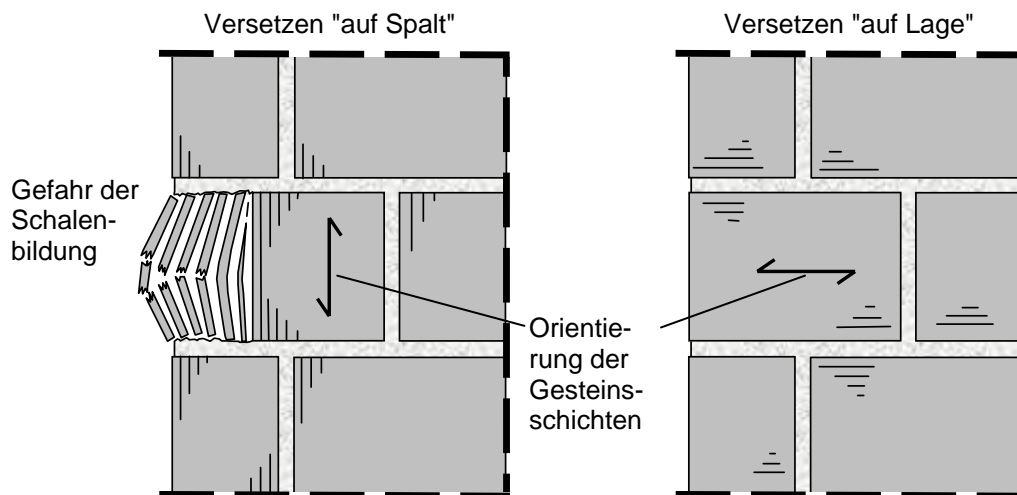 Versetzen "auf Spalt"
Versetzen "auf Lage"
Gefahr der
Schalen-
bildung
Orientie-
rung der
Gesteins-
schichten